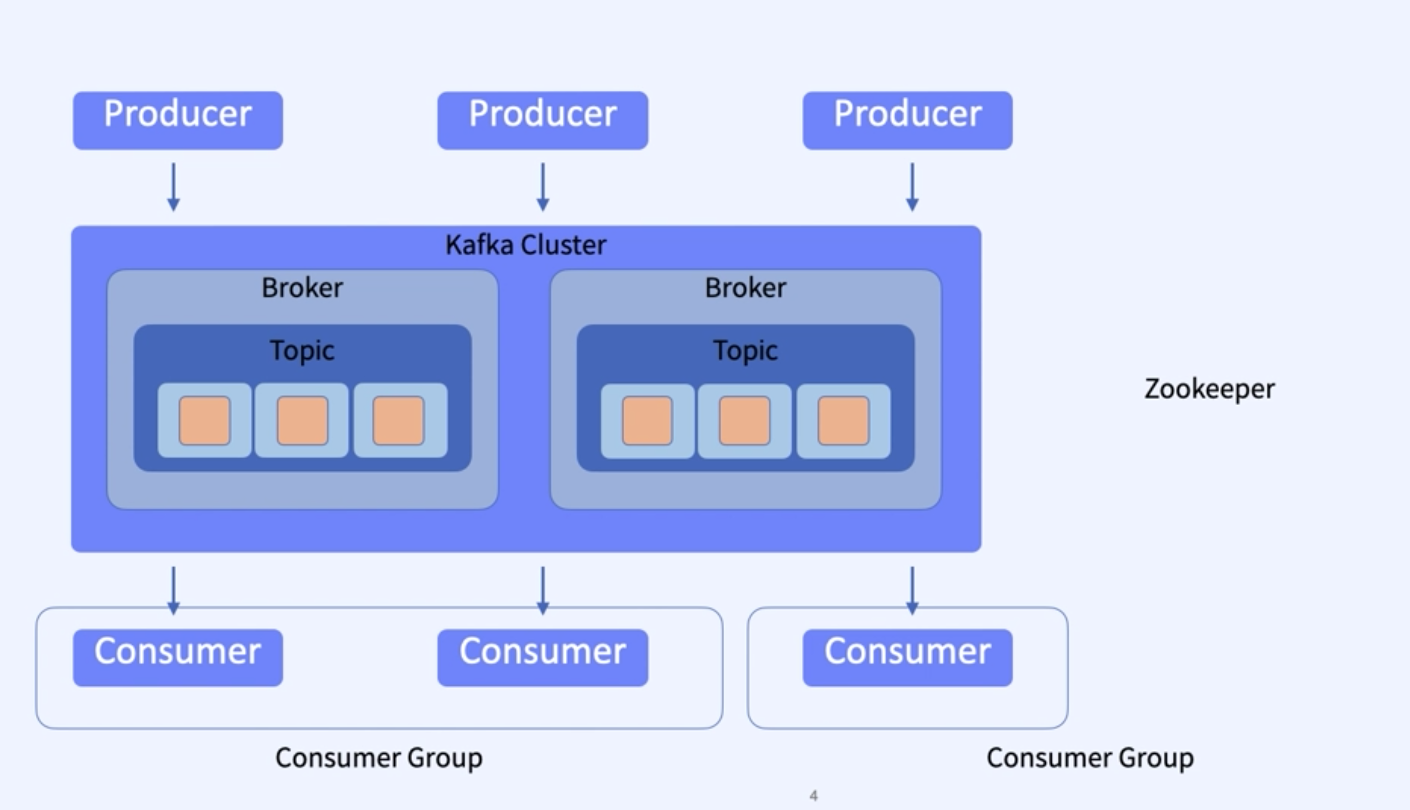 Producer
Producer
Producer
Kafka Cluster
Broker
Broker
Topic
Topic
Zookeeper
Consumer
Consumer
Consumer
Consumer Group
Consumer Group
4